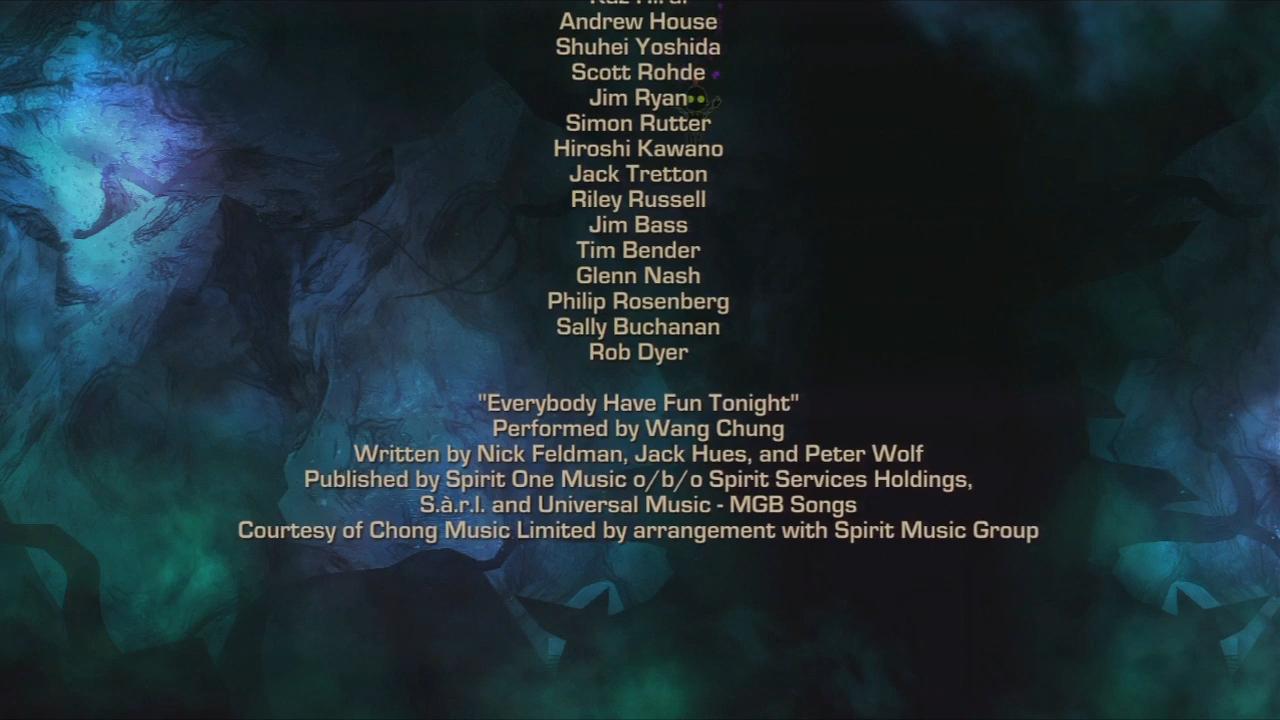 Andrew House
Shuhei Yoshida
Scott Rohde
Jim Ryan
Simon Rutter
Hiroshi Kawano
Jack Tretton
Riley Russell
Jim Bass
Tim Bender
Glenn Nash
Philip Rosenberg
Sally Buchanan
Rob Dyer
"Everybody Have Fun Tonight"
Performed by Wang Chung
Written by Nick Feldman, Jack Hues, and Peter Wolf
Published by Spirit One Music o/b/o Spirit Services Holdings,
S.à.r.l. and Universal Music - MGB Songs
Courtesy of Chong Music Limited by arrangement with Spirit Music Group